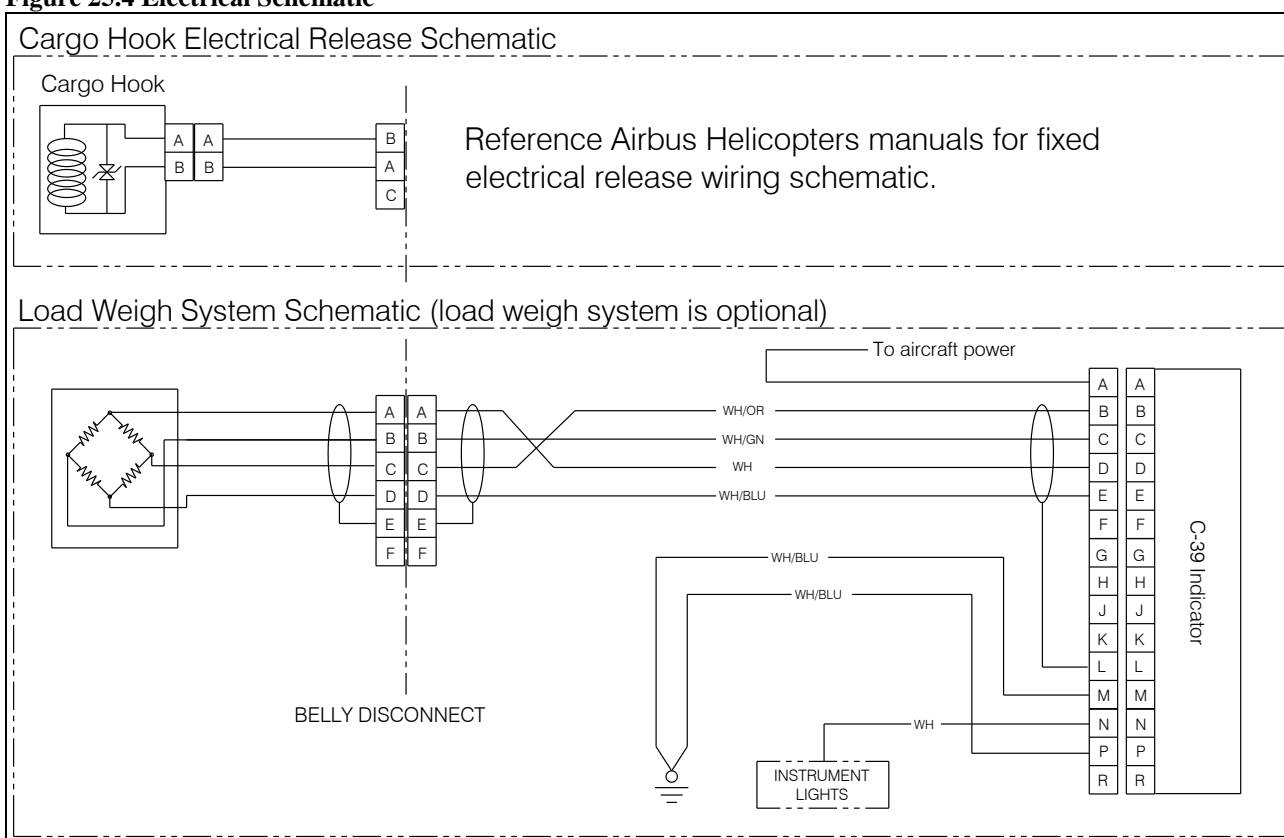 Figure 25.4 Electrical Schematic
Cargo Hook Electrical Release Schematic
Cargo Hook
A A B
B B A
C
Reference Airbus Helicopters manuals for fixed
electrical release wiring schematic.
Load Weigh System Schematic (load weigh system is optional)
To aircraft power
A A
B B
C C
D D
E E
F F
WH/OR
WH/GN
WH
WH/BLU
WH/BLU
WH/BLU
WH
INSTRUMENT
LIGHTS
BELLY DISCONNECT
A A
B B
C C
D D
E E
F F
G G
H H
J J
K K
L L
M M
N N
P P
R R
C-39 Indicator